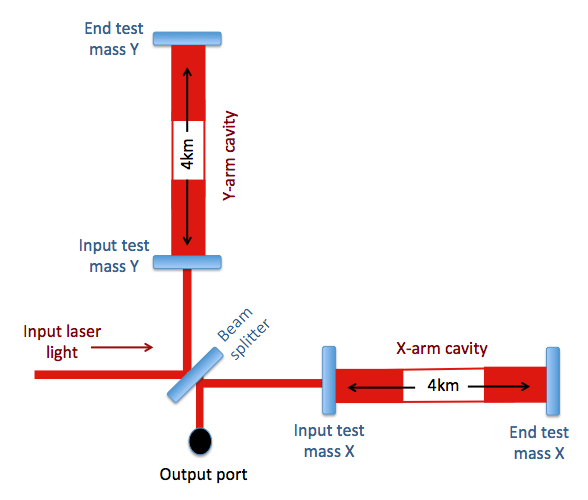 End test
mass Y
4km
Y-arm cavity
Input test
mass Y
Beam
splitter
Input laser
light
X-arm cavity
4km
Input test
mass X
End test
mass X
Output port